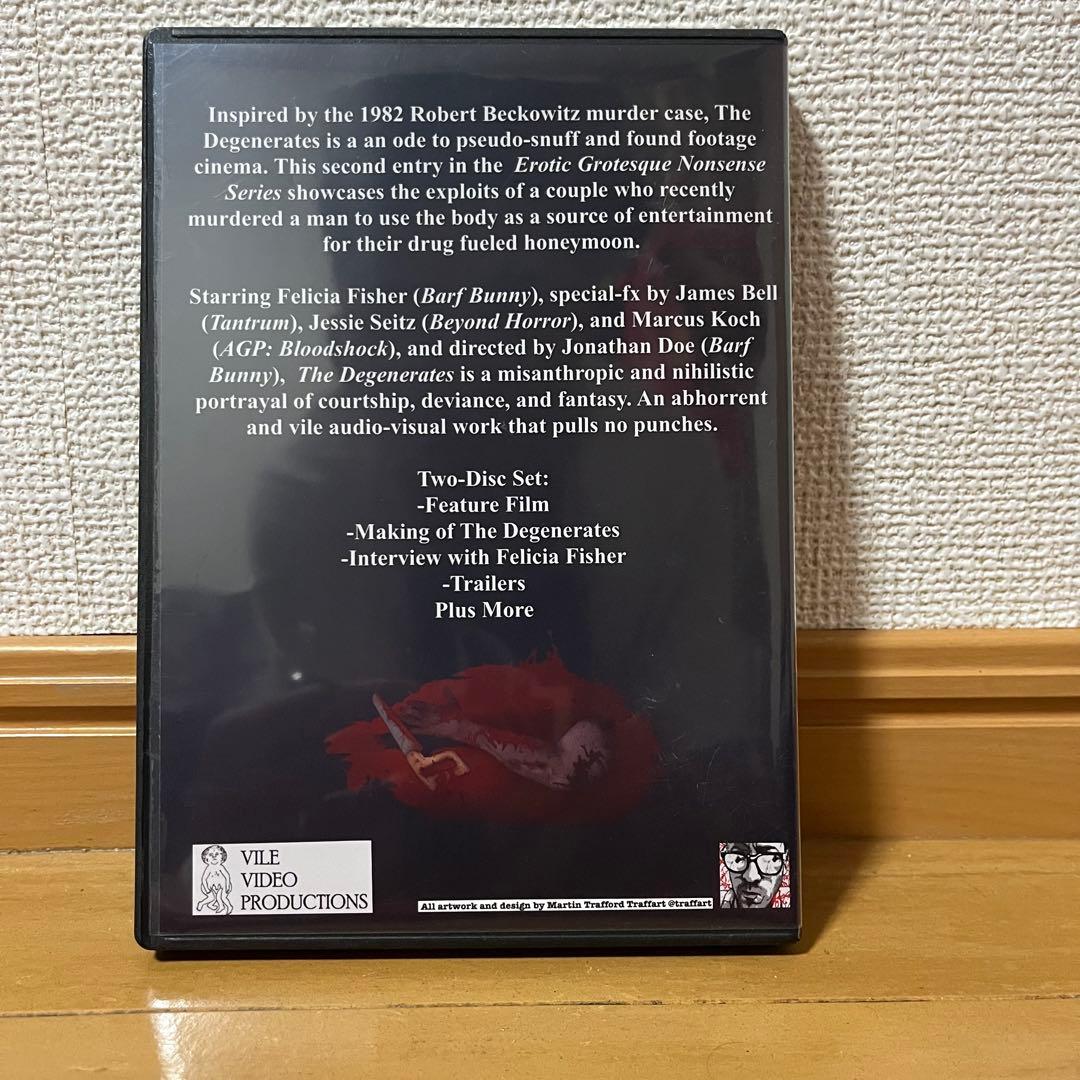 Inspired by the 1982 Robert Beckowitz murder case, The
Degenerates is a an ode to pseudo-snuff and found footage
cinema. This second entry in the Erotic Grotesque Nonsense
Series showcases the exploits of a couple who recently
murdered a man to use the body as a source of entertainment
for their drug fueled honeymoon.
Starring Felicia Fisher (Barf Bunny), special-fx by James Bell
(Tantrum), Jessie Seitz (Beyond Horror), and Marcus Koch
(AGP: Bloodshock), and directed by Jonathan Doe (Barf
Bunny), The Degenerates is a misanthropic and nihilistic
portrayal of courtship, deviance, and fantasy. An abhorrent
and vile audio-visual work that pulls no punches.
Two-Disc Set:
-Feature Film
-Making of The Degenerates
-Interview with Felicia Fisher
-Trailers
Plus More
VILE
VIDEO
PRODUCTIONS
All artwork and design by Martin Trafford Traffart @traffart